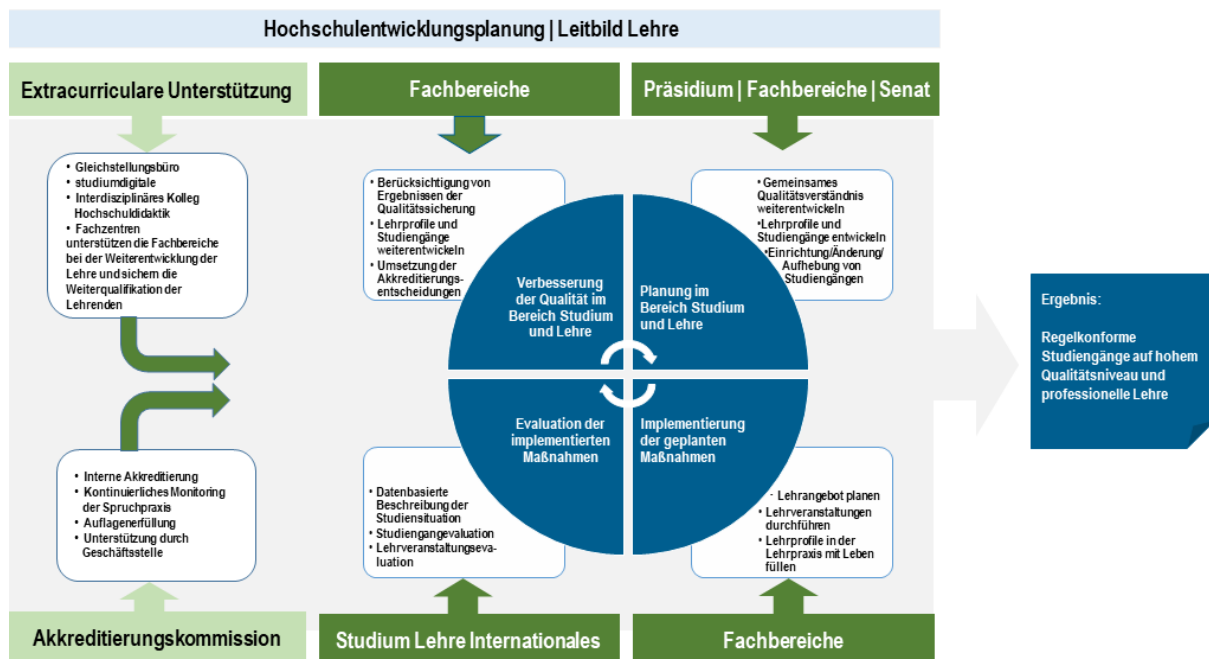 Hochschulentwicklungsplanung | Leitbild Lehre
Extracurriculare Unterstützung
Fachbereiche
Präsidium | Fachbereiche | Senat
• Gleichstellungsbüro
• studiumdigitale
• Interdisziplinäres Kolleg
Hochschuldidaktik
• Fachzentren
unterstützen die Fachbereiche
bei der Weiterentwicklung der
Lehre und sichern die
Weiterqualifikation der
Lehrenden
• Berücksichtigung von
Ergebnissen der
Qualitätssicherung
• Lehrprofile und
Studiengänge
weiterentwickeln
• Umsetzung der
Akkreditierungs-
entscheidungen
• Gemeinsames
Qualitätsverständnis
weiterentwickeln
•Lehrprofile und
Studiengänge entwickeln
•Einrichtung/Änderung/
Aufhebung von
Studiengängen
Verbesserung
der Qualität im
Bereich Studium
und Lehre
Planung im
Bereich Studium
und Lehre
Evaluation der
implementierten
Maßnahmen
Implementierung
der geplanten
Maßnahmen
Ergebnis:
Regelkonforme
Studiengänge auf hohem
Qualitätsniveau und
professionelle Lehre
• Interne Akkreditierung
• Kontinuierliches Monitoring
der Spruchpraxis
• Auflagenerfüllung
• Unterstützung durch
Geschäftsstelle
• Datenbasierte
Beschreibung der
Studiensituation
• Studiengangevaluation
• Lehrveranstaltungseva-
luation
· Lehrangebot planen
• Lehrveranstaltungen
durchführen
• Lehrprofile in der
Lehrpraxis mit Leben
füllen
Akkreditierungskommission
Studium Lehre Internationales
Fachbereiche